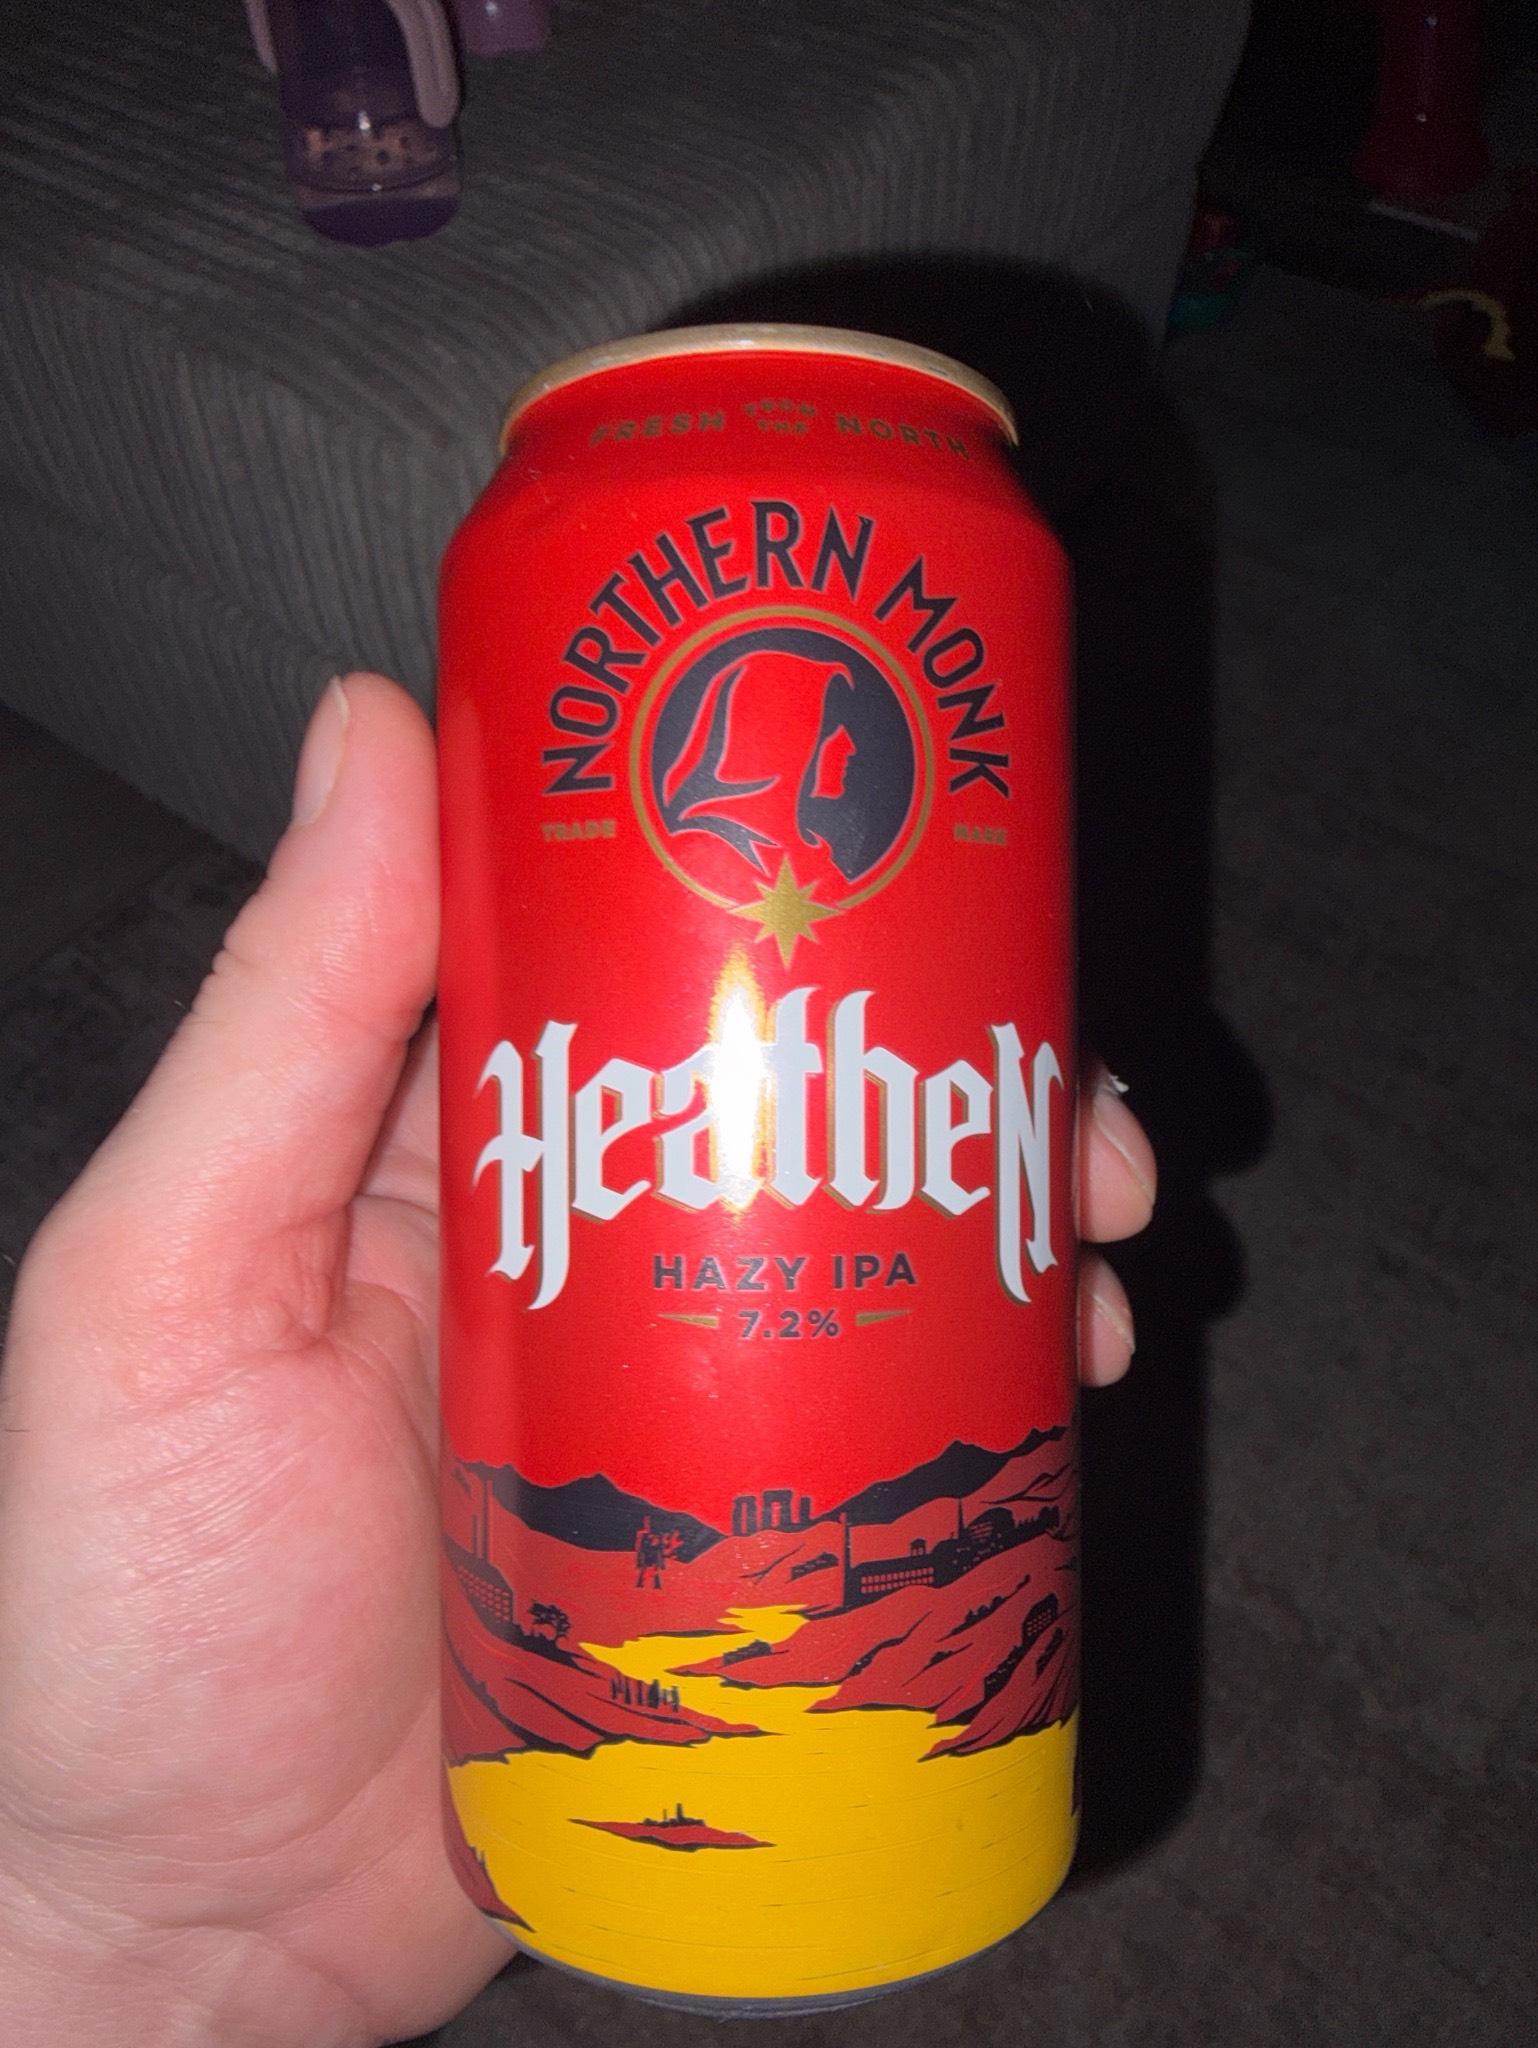 FRESH FROM THE NORTH
NORTHERN MONK
TRADE MARK
Heathen
HAZY IPA
7.2%